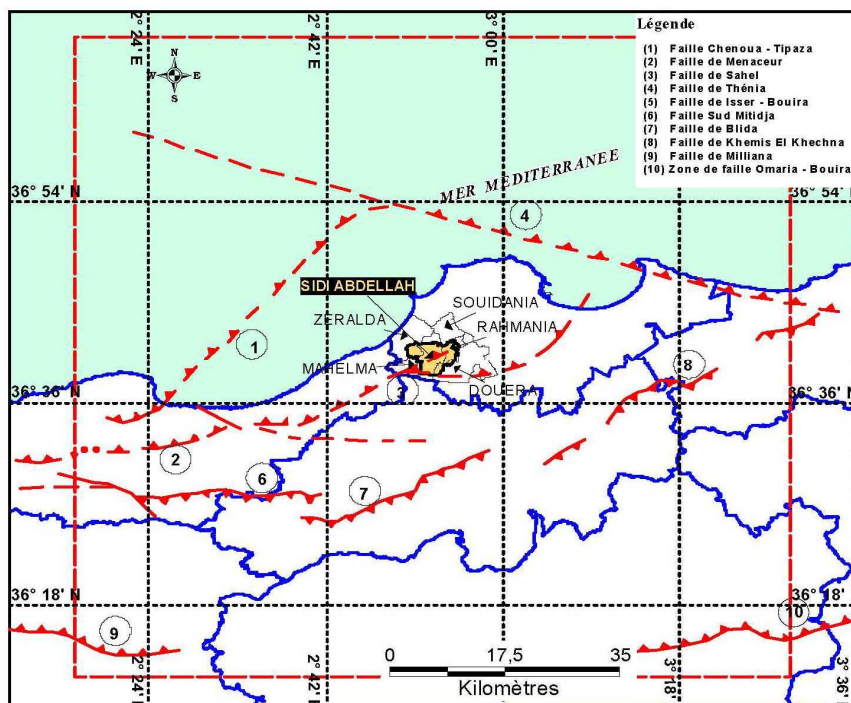 2° 24' E
2° 42' E
3° 00' E
Légende
(1) Faille Chenoua - Tipaza
(2) Faille de Menaceur
(3) Faille de Sahel
(4) Faille de Thénia
(5) Faille de Isser - Bouira
(6) Faille Sud Mitidja
(7) Faille de Blida
(8) Faille de Khemis El Khechna
(9) Faille de Milliana
(10) Zone de faille Omaria - Bouira
N
W E
S
MER MEDITERRANEE
36° 54' N
36° 54' N
4
SIDI ABDELLAH
SOUIDANIA
ZERALDA
RAHMANIA
1
MAHELMA
DOUERA
8
3
36° 36' N
36° 36' N
2
6
7
36° 18' N
36° 18'
10
9
0 17,5 35
Kilomètres
2° 24'
2° 42'
3° 18'
3° 36'